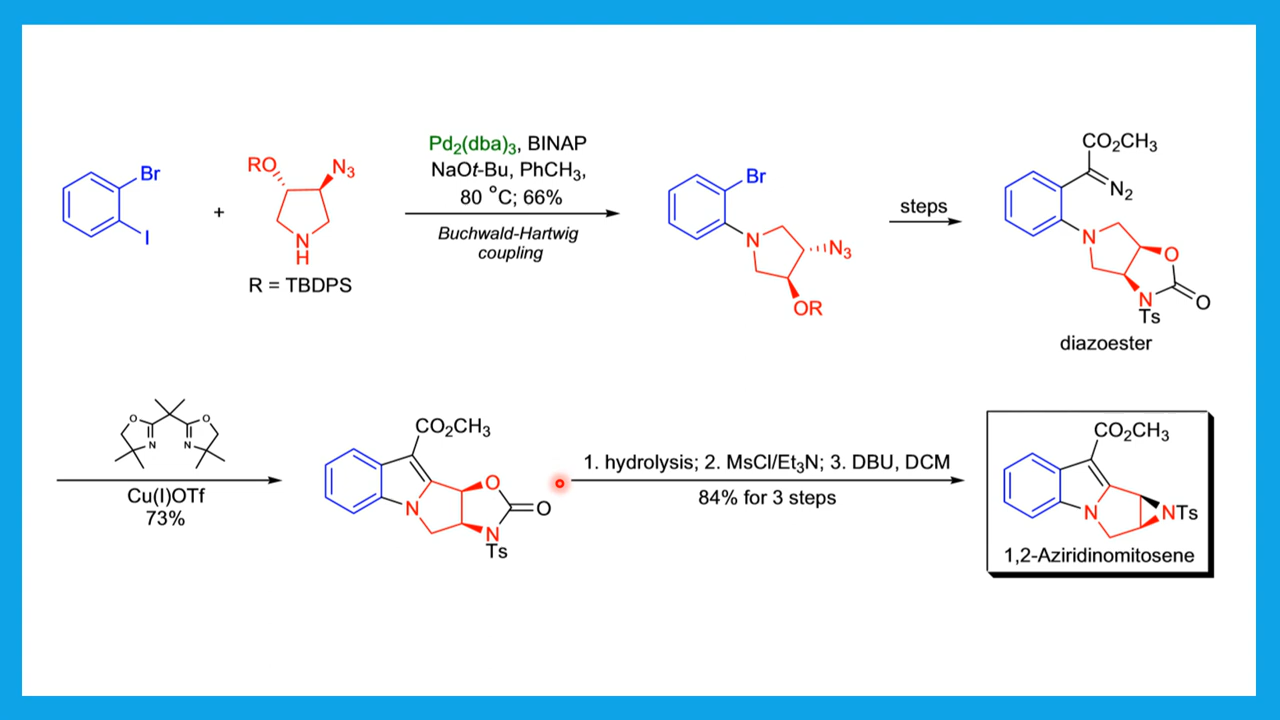 Br
I
+
RO
N₃
N
H
R = TBDPS
Pd₂(dba)₃, BINAP
NaOt-Bu, PhCH₃,
80 °C; 66%
Buchwald-Hartwig
coupling
Br
N
N₃
OR
steps
CO₂CH₃
N₂
N
O
O
N
Ts
diazoester
O
O
N
N
Cu(I)OTf
73%
CO₂CH₃
O
O
N
N
Ts
1. hydrolysis; 2. MsCl/Et₃N; 3. DBU, DCM
84% for 3 steps
CO₂CH₃
N
NTs
1,2-Aziridinomitosene